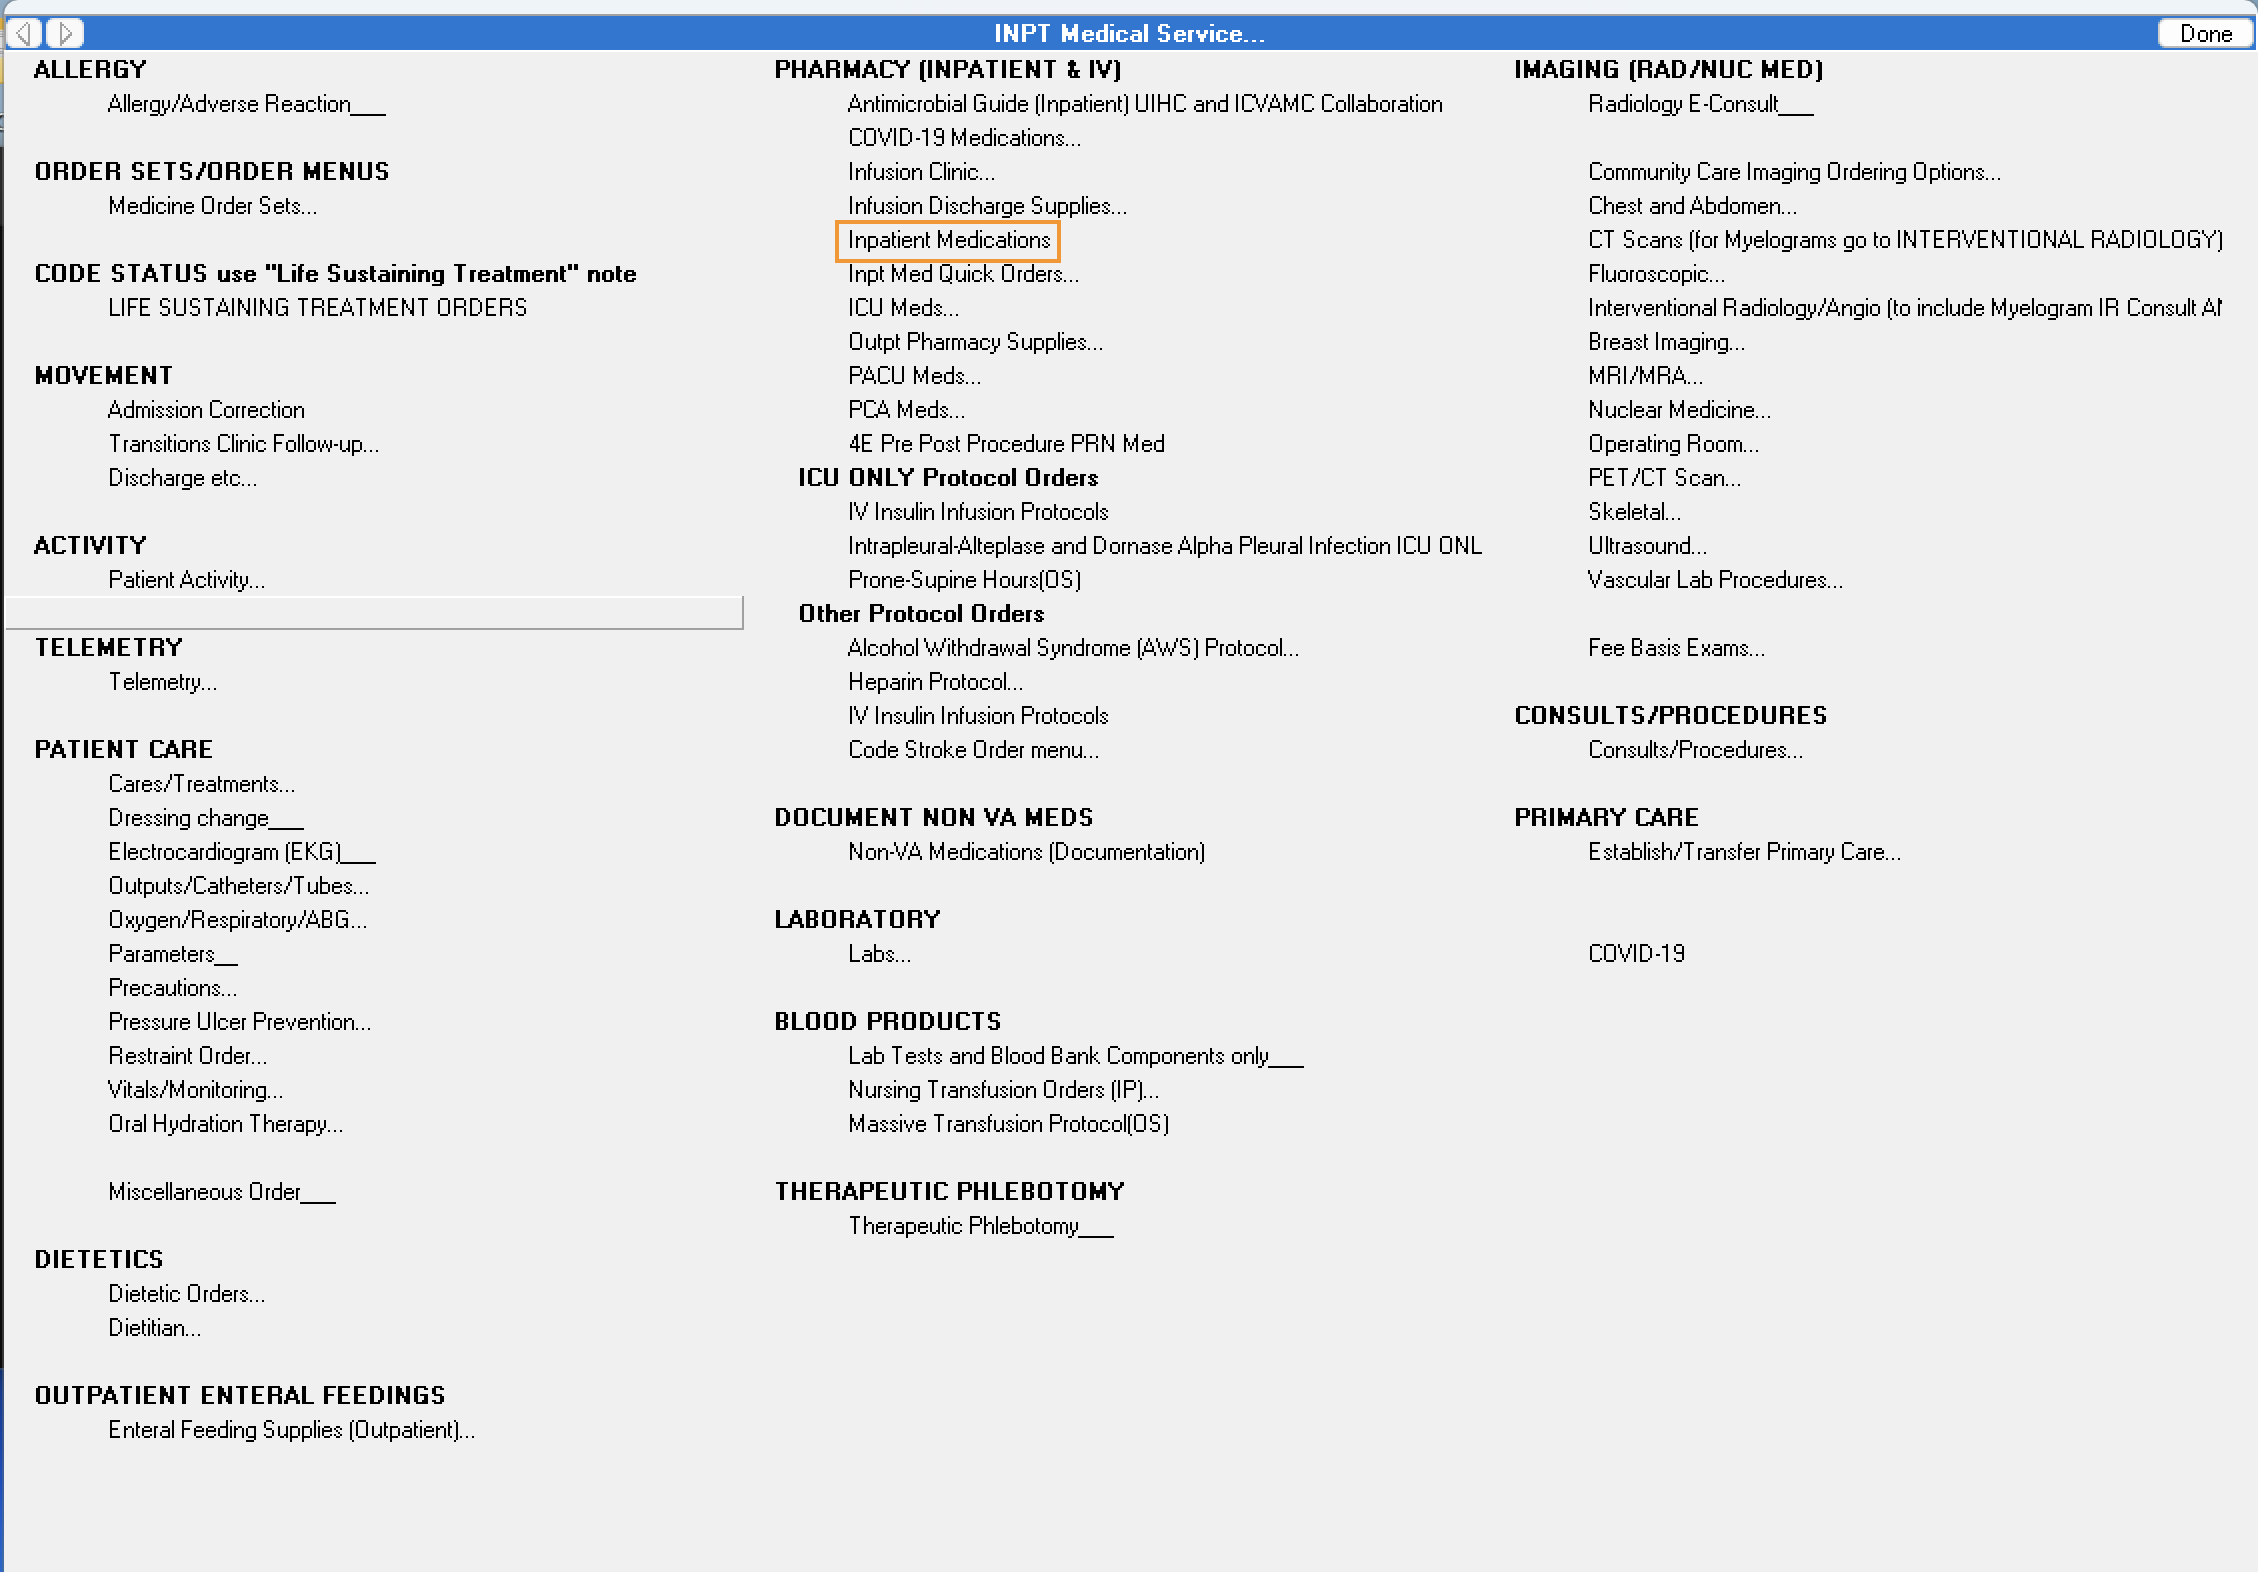 INPT Medical Service...
Done
ALLERGY
Allergy/Adverse Reaction___
ORDER SETS/ORDER MENUS
Medicine Order Sets...
CODE STATUS use "Life Sustaining Treatment" note
LIFE SUSTAINING TREATMENT ORDERS
MOVEMENT
Admission Correction
Transitions Clinic Follow-up...
Discharge etc...
ACTIVITY
Patient Activity...
TELEMETRY
Telemetry...
PATIENT CARE
Cares/Treatments...
Dressing change___
Electrocardiogram (EKG)___
Outputs/Catheters/Tubes...
Oxygen/Respiratory/ABG...
Parameters__
Precautions...
Pressure Ulcer Prevention...
Restraint Order...
Vitals/Monitoring...
Oral Hydration Therapy...
Miscellaneous Order___
DIETETICS
Dietetic Orders...
Dietitian...
OUTPATIENT ENTERAL FEEDINGS
Enteral Feeding Supplies (Outpatient)...
PHARMACY (INPATIENT & IV)
Antimicrobial Guide (Inpatient) UIHC and ICVAMC Collaboration
COVID-19 Medications...
Infusion Clinic...
Infusion Discharge Supplies...
Inpatient Medications
Inpt Med Quick Orders...
ICU Meds...
Outpt Pharmacy Supplies...
PACU Meds...
PCA Meds...
4E Pre Post Procedure PRN Med
ICU ONLY Protocol Orders
IV Insulin Infusion Protocols
Intrapleural-Alteplase and Dornase Alpha Pleural Infection ICU ONL
Prone-Supine Hours(OS)
Other Protocol Orders
Alcohol Withdrawal Syndrome (AWS) Protocol...
Heparin Protocol...
IV Insulin Infusion Protocols
Code Stroke Order menu...
DOCUMENT NON VA MEDS
Non-VA Medications (Documentation)
LABORATORY
Labs...
BLOOD PRODUCTS
Lab Tests and Blood Bank Components only___
Nursing Transfusion Orders (IP)...
Massive Transfusion Protocol(OS)
THERAPEUTIC PHLEBOTOMY
Therapeutic Phlebotomy___
IMAGING (RAD/NUC MED)
Radiology E-Consult___
Community Care Imaging Ordering Options...
Chest and Abdomen...
CT Scans (for Myelograms go to INTERVENTIONAL RADIOLOGY)
Fluoroscopic...
Interventional Radiology/Angio (to include Myelogram IR Consult
Breast Imaging...
MRI/MRA...
Nuclear Medicine...
Operating Room...
PET/CT Scan...
Skeletal...
Ultrasound...
Vascular Lab Procedures...
Fee Basis Exams...
CONSULTS/PROCEDURES
Consults/Procedures...
PRIMARY CARE
Establish/Transfer Primary Care...
COVID-19